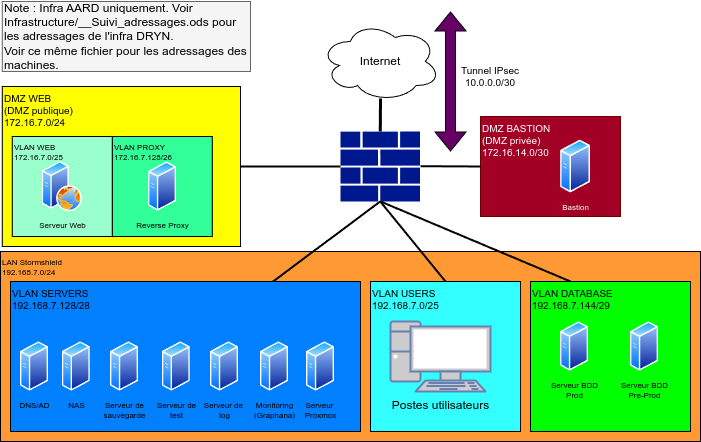 Note : Infra AARD uniquement. Voir
Infrastructure/__Suivi_adressages.ods pour
les adressages de l'infra DRYN.
Voir ce même fichier pour les adressages des
machines.
Internet
Tunnel IPsec
10.0.0.0/30
DMZ WEB
(DMZ publique)
172.16.7.0/24
VLAN WEB
172.16.7.0/25
Serveur Web
VLAN PROXY
172.16.7.128/26
Reverse Proxy
DMZ BASTION
(DMZ privée)
172.16.14.0/30
Bastion
LAN Stormshield
192.168.7.0/24
VLAN SERVERS
192.168.7.128/28
DNS/AD
NAS
Serveur de
sauvegarde
Serveur de
test
Serveur de
log
Monitoring
(Graphana)
Serveur
Proxmox
VLAN USERS
192.168.7.0/25
Postes utilisateurs
VLAN DATABASE
192.168.7.144/29
Serveur BDD
Prod
Serveur BDD
Pre-Prod